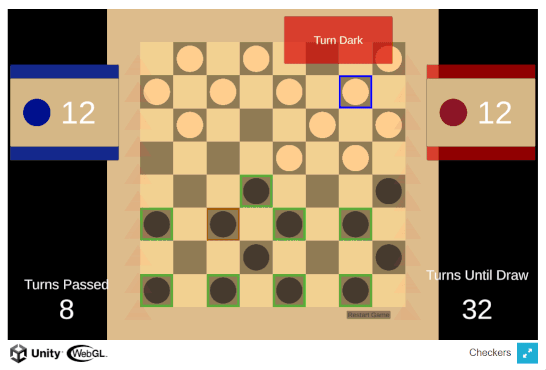 Turn Dark
12
12
Turns Passed
8
Turns Until Draw
32
Restart Game
Unity
WebGL
Checkers